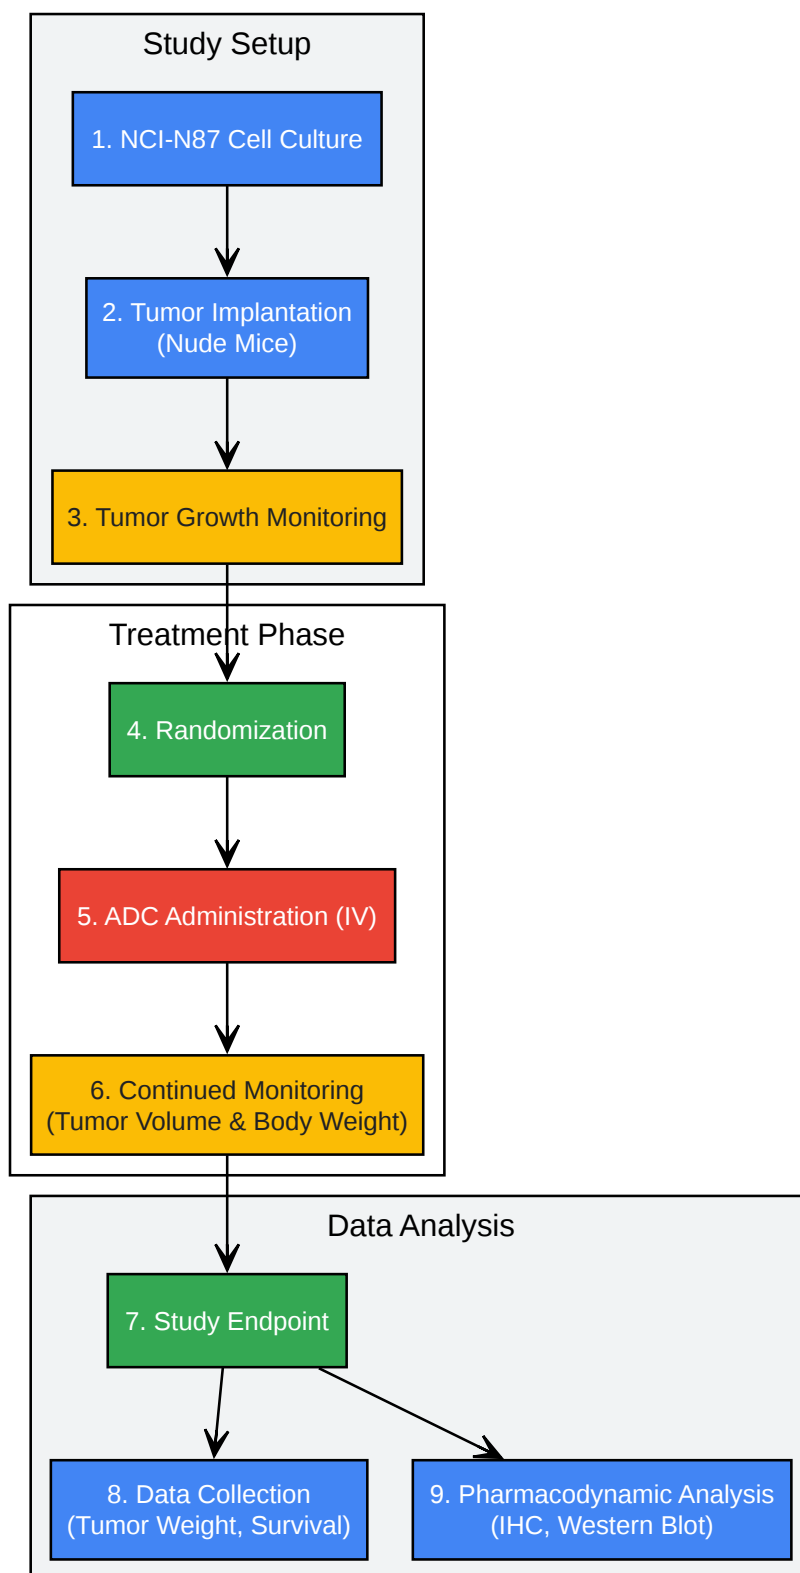 Study Setup
1. NCI-N87 Cell Culture
2. Tumor Implantation
(Nude Mice)
3. Tumor Growth Monitoring
Treatment Phase
4. Randomization
5. ADC Administration (IV)
6. Continued Monitoring
(Tumor Volume & Body Weight)
Data Analysis
7. Study Endpoint
8. Data Collection
(Tumor Weight, Survival)
9. Pharmacodynamic Analysis
(IHC, Western Blot)